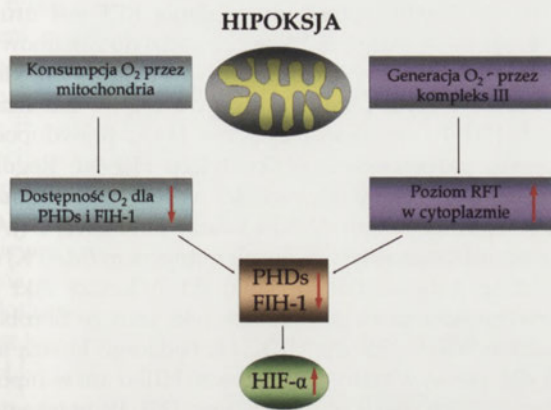 HIPOKSJA
Konsumpcja O₂ przez
mitochondria
Generacja O₂⁻ przez
kompleks III
Dostępność O₂ dla
PHDs i FIH-1
Poziom RFT
w cytoplazmie
PHDs
FIH-1
HIF-α